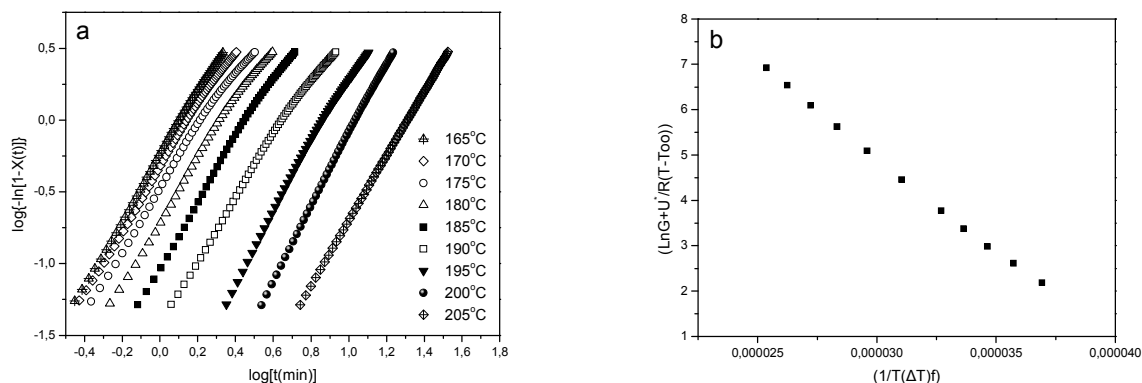 a
0,5
0,0
-0,5
-1,0
-1,5
log{-ln[1-X(t)]}
-0,4 -0,2 0,0 0,2 0,4 0,6 0,8 1,0 1,2 1,4 1,6 1,8
log[t(min)]
165°C
170°C
175°C
180°C
185°C
190°C
195°C
200°C
205°C
b
8
7
6
5
4
3
2
1
(LnG+U*/R(T-Too))
0,000025 0,000030 0,000035 0,000040
(1/T(ΔT)f)